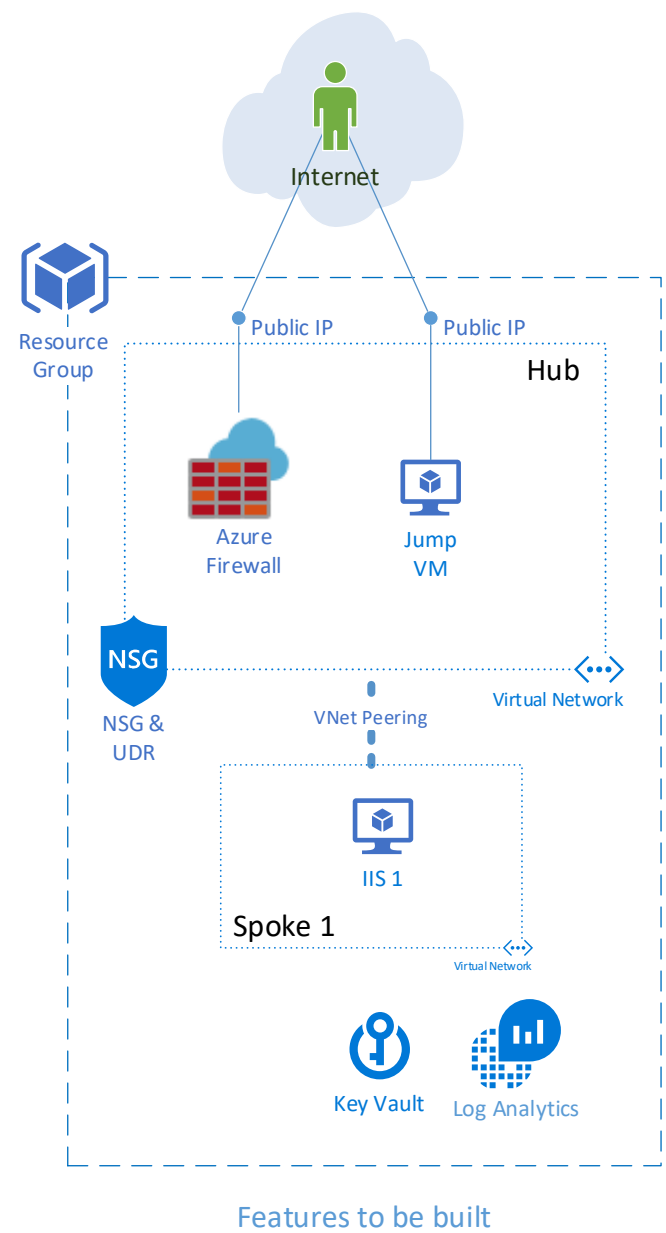 Internet
Resource
Group
Public IP
Public IP
Hub
Azure
Firewall
Jump
VM
NSG
NSG &
UDR
Virtual Network
VNet Peering
IIS 1
Spoke 1
Virtual Network
Key Vault
Log Analytics
Features to be built